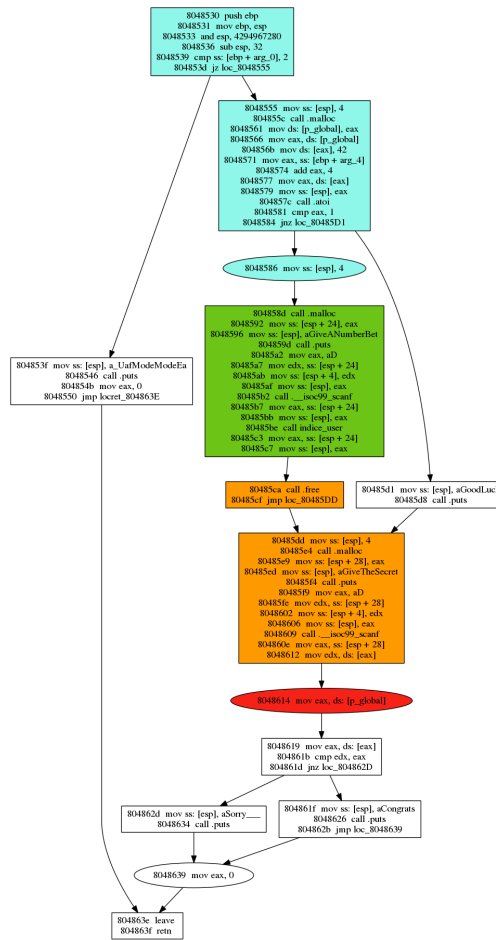 8048530 push ebp
8048531 mov ebp, esp
8048533 and esp, 4294967280
8048536 sub esp, 32
8048539 cmp ss: [ebp + arg_0], 2
804853d jz loc_8048555
8048555 mov ss: [esp], 4
804855c call .malloc
8048561 mov ds: [p_global], eax
8048566 mov eax, ds: [p_global]
804856b mov ds: [eax], 42
8048571 mov eax, ss: [ebp + arg_4]
8048574 add eax, 4
8048577 mov eax, ds: [eax]
8048579 mov ss: [esp], eax
804857c call .atoi
8048581 cmp eax, 1
8048584 jnz loc_80485D1
8048586 mov ss: [esp], 4
804858d call .malloc
8048592 mov ss: [esp + 24], eax
8048596 mov ss: [esp], aGiveANumberBet
804859d call .puts
80485a2 mov eax, aD
80485a7 mov edx, ss: [esp + 24]
80485ab mov ss: [esp + 4], edx
80485af mov ss: [esp], eax
80485b2 call .__isoc99_scanf
80485b7 mov eax, ss: [esp + 24]
80485bb mov ss: [esp], eax
80485be call indice_user
80485c3 mov eax, ss: [esp + 24]
80485c7 mov ss: [esp], eax
804853f mov ss: [esp], a_UafModeModeEa
8048546 call .puts
804854b mov eax, 0
8048550 jmp locret_804863E
80485ca call .free
80485cf jmp loc_80485DD
80485d1 mov ss: [esp], aGoodLuc
80485d8 call .puts
80485dd mov ss: [esp], 4
80485e4 call .malloc
80485e9 mov ss: [esp + 28], eax
80485ed mov ss: [esp], aGiveTheSecret
80485f4 call .puts
80485f9 mov eax, aD
80485fe mov edx, ss: [esp + 28]
8048602 mov ss: [esp + 4], edx
8048606 mov ss: [esp], eax
8048609 call .__isoc99_scanf
804860e mov eax, ss: [esp + 28]
8048612 mov edx, ds: [eax]
8048614 mov eax, ds: [p_global]
8048619 mov eax, ds: [eax]
804861b cmp edx, eax
804861d jnz loc_804862D
804862d mov ss: [esp], aSorry___
8048634 call .puts
804861f mov ss: [esp], aCongrats
8048626 call .puts
804862b jmp loc_8048639
8048639 mov eax, 0
804863e leave
804863f retn